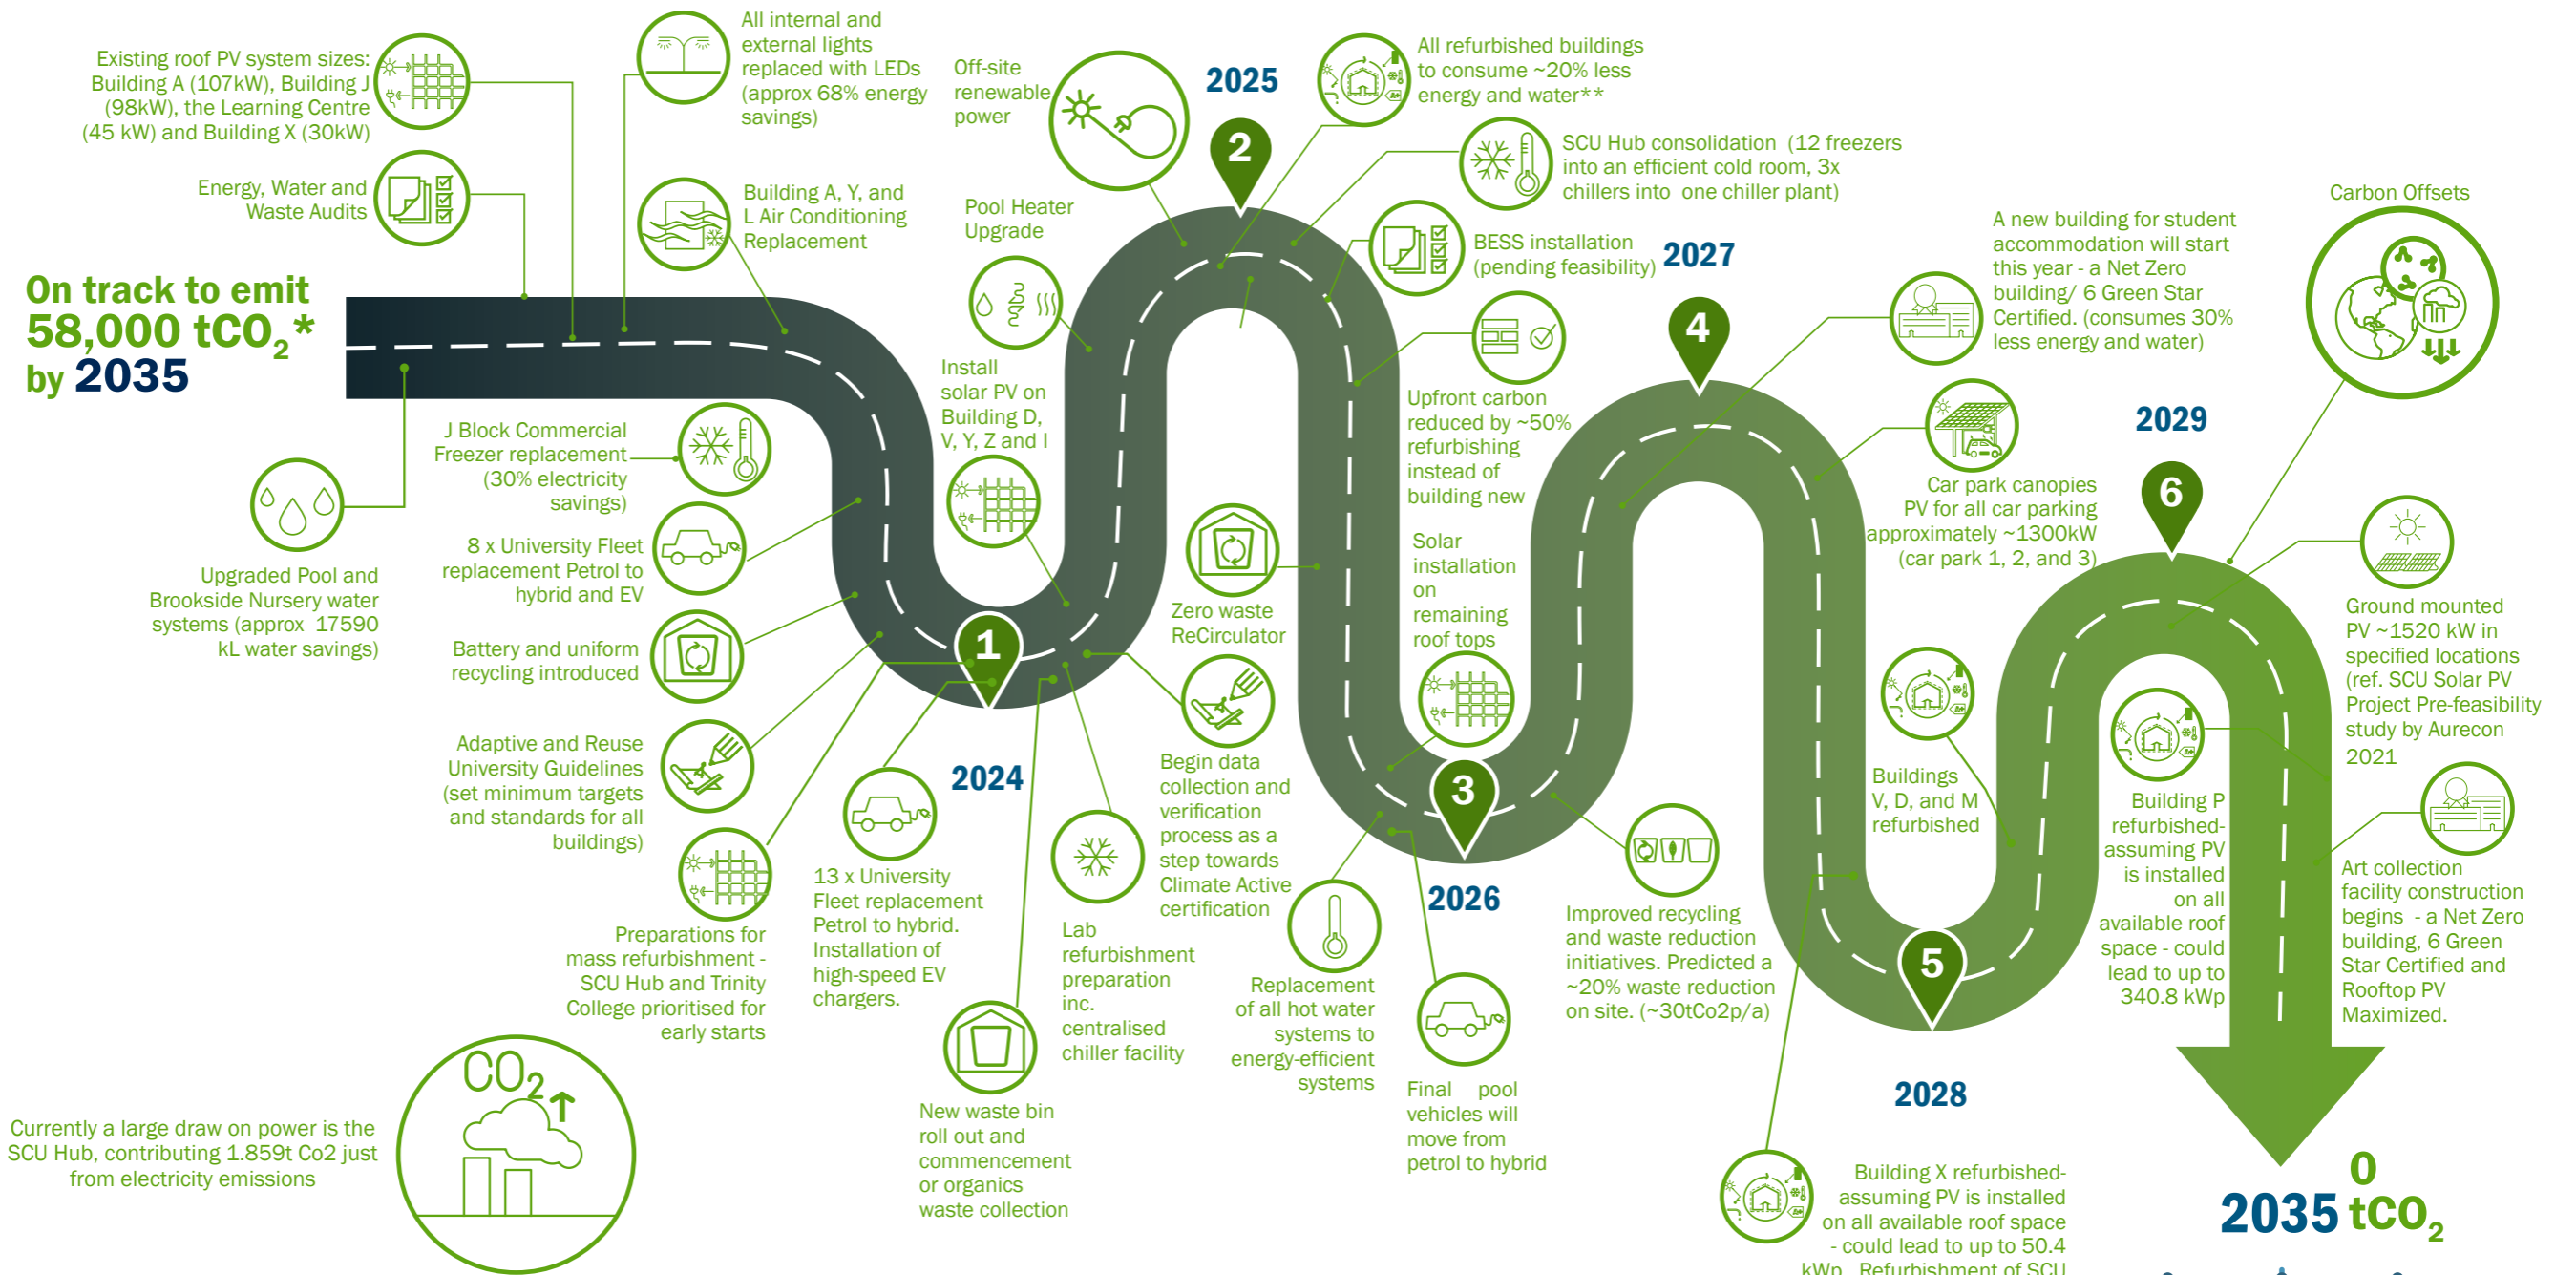 Existing roof PV system sizes:
Building A (107kW), Building J
(98kW), the Learning Centre
(45 kW) and Building X (30kW)
Energy, Water and
Waste Audits
On track to emit
58,000 tCO2*
by 2035
All internal and
external lights
replaced with LEDs
(approx 68% energy
savings)
Building A, Y, and
L Air Conditioning
Replacement
Upgraded Pool and
Brookside Nursery water
systems (approx 17590
kL water savings)
J Block Commercial
Freezer replacement
(30% electricity
savings)
8 x University Fleet
replacement Petrol to
hybrid and EV
Battery and uniform
recycling introduced
Adaptive and Reuse
University Guidelines
(set minimum targets
and standards for all
buildings)
Preparations for
mass refurbishment -
SCU Hub and Trinity
College prioritised for
early starts
CO2
Currently a large draw on power is the
SCU Hub, contributing 1.859t Co2 just
from electricity emissions
1
2024
13 x University
Fleet replacement
Petrol to hybrid.
Installation of
high-speed EV
chargers.
New waste bin
roll out and
commencement
or organics
waste collection
Lab
refurbishment
preparation
inc.
centralised
chiller facility
Begin data
collection and
verification
process as a
step towards
Climate Active
certification
Install
solar PV on
Building D,
V, Y, Z and I
Pool Heater
Upgrade
Off-site
renewable
power
2025
2
All refurbished buildings
to consume ~20% less
energy and water**
SCU Hub consolidation (12 freezers
into an efficient cold room, 3x
chillers into one chiller plant)
BESS installation
(pending feasibility)
Upfront carbon
reduced by ~50%
refurbishing
instead of
building new
Zero waste
ReCirculator
Solar
installation
on
remaining
roof tops
3
2026
Replacement
of all hot water
systems to
energy-efficient
systems
Final pool
vehicles will
move from
petrol to hybrid
Improved recycling
and waste reduction
initiatives. Predicted a
~20% waste reduction
on site. (~30tCo2p/a)
2027
4
A new building for student
accommodation will start
this year - a Net Zero
building/ 6 Green Star
Certified. (consumes 30%
less energy and water)
Car park canopies
PV for all car parking
approximately ~1300kW
(car park 1, 2, and 3)
Building X refurbished-
assuming PV is installed
on all available roof space
- could lead to up to 50.4
kWp. Refurbishment of SCU
5
2028
Buildings
V, D, and M
refurbished
2029
6
Carbon Offsets
Ground mounted
PV ~1520 kW in
specified locations
(ref. SCU Solar PV
Project Pre-feasibility
study by Aurecon
2021
Building P
refurbished-
assuming PV
is installed
on all
available roof
space - could
lead to up to
340.8 kWp
Art collection
facility construction
begins - a Net Zero
building, 6 Green
Star Certified and
Rooftop PV
Maximized.
0
2035 tCO2